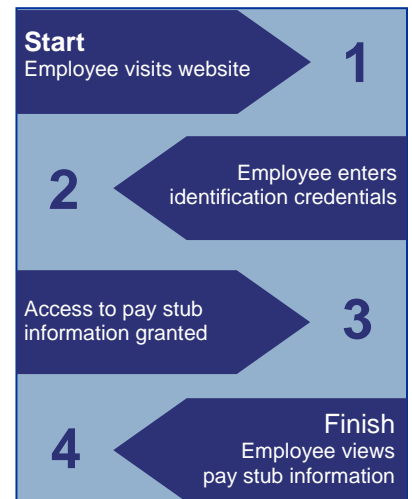 Start
Employee visits website
1
2
Employee enters
identification credentials
Access to pay stub
information granted
3
4
Finish
Employee views
pay stub information